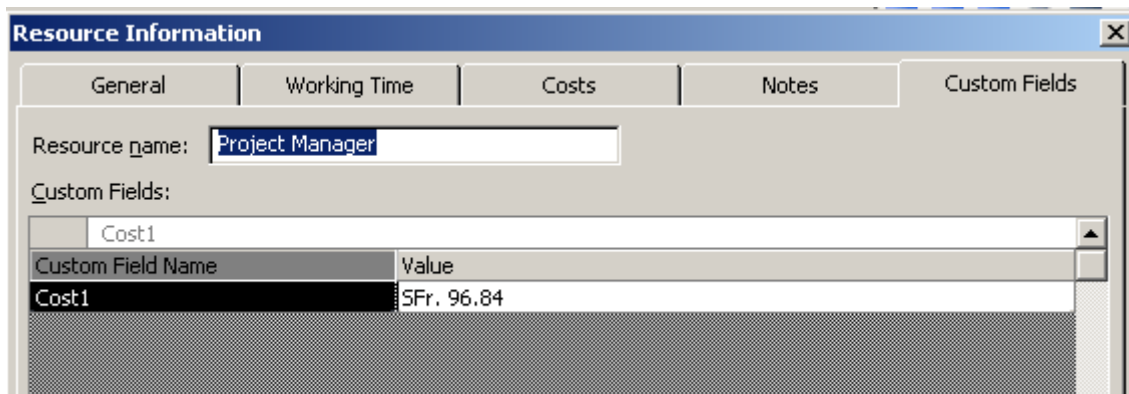 Resource Information
General Working Time Costs Notes Custom Fields
Resource name: Project Manager
Custom Fields:
Cost1
Custom Field Name Value
Cost1 SFr. 96.84